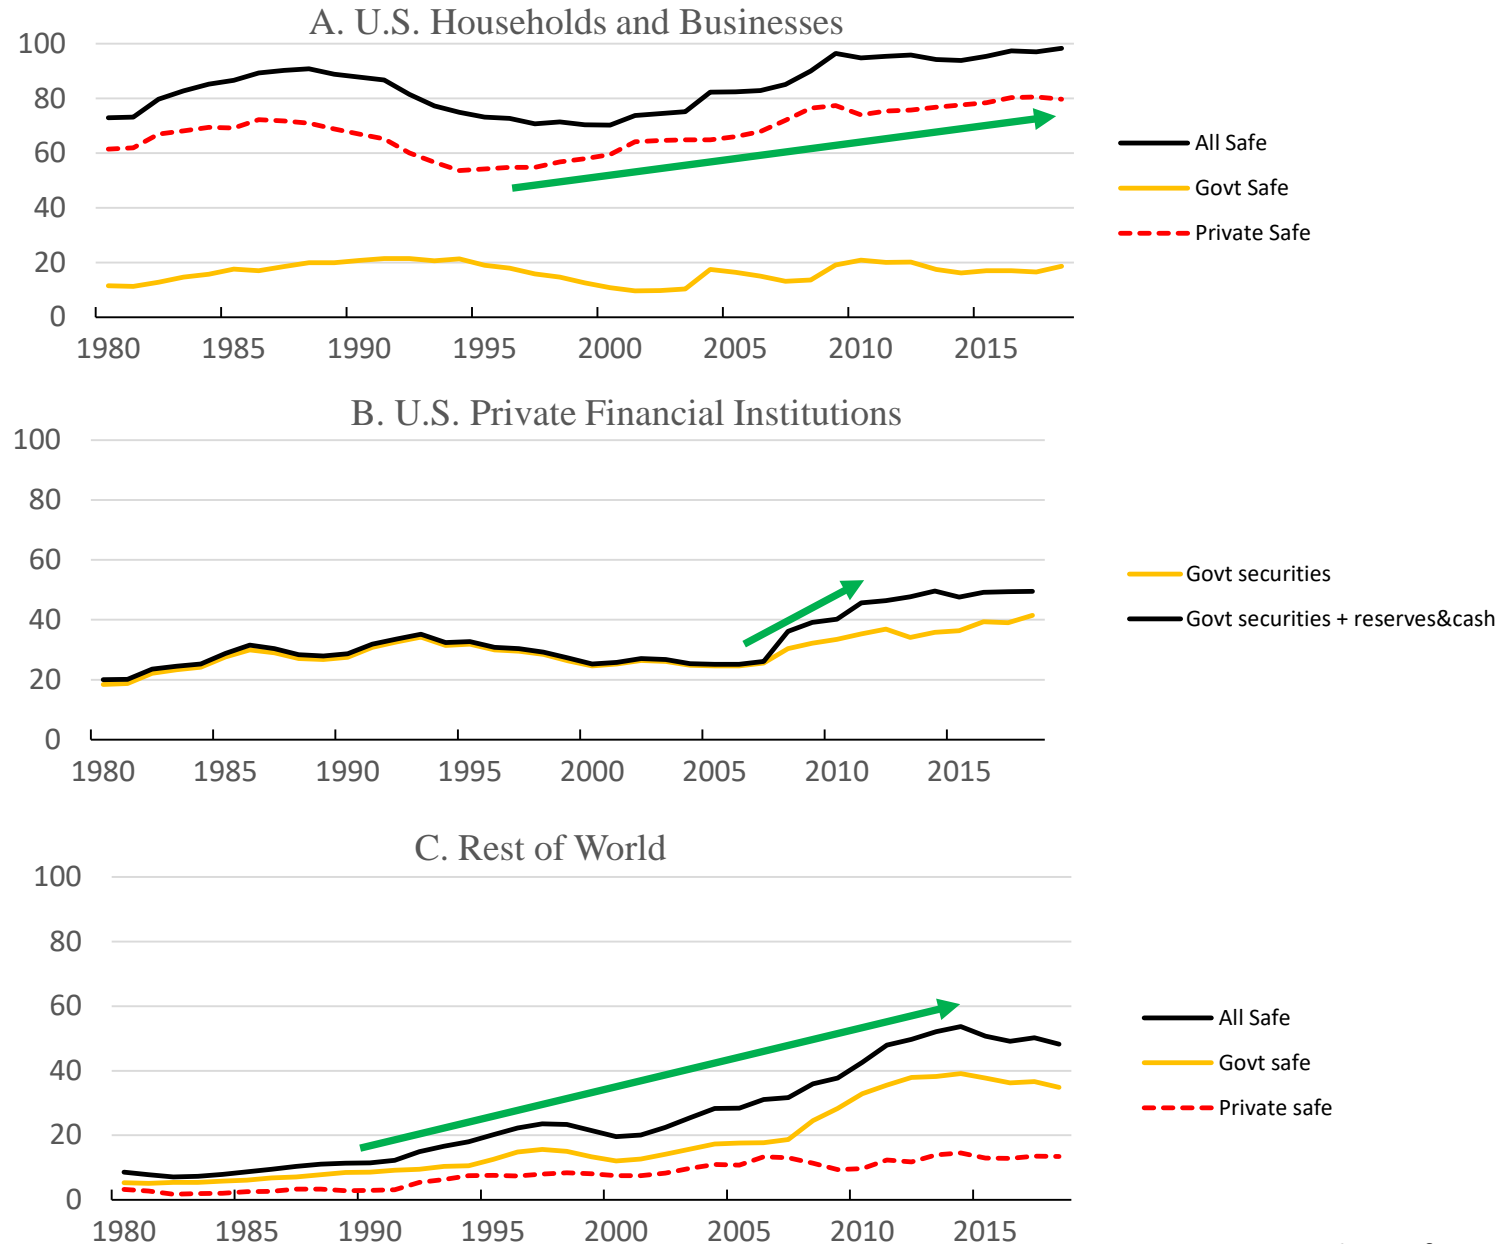 A. U.S. Households and Businesses
100
80
60
40
20
0
1980 1985 1990 1995 2000 2005 2010 2015
All Safe
Govt Safe
Private Safe
B. U.S. Private Financial Institutions
100
80
60
40
20
0
1980 1985 1990 1995 2000 2005 2010 2015
Govt securities
Govt securities + reserves&cash
C. Rest of World
100
80
60
40
20
0
1980 1985 1990 1995 2000 2005 2010 2015
All Safe
Govt safe
Private safe